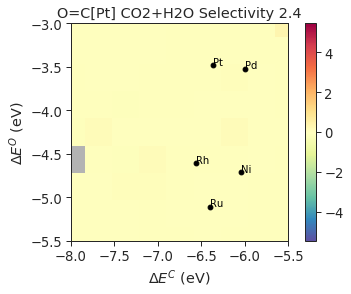 O=C[Pt] CO2+H2O Selectivity 2.4
−3.0
−3.5
−4.0
−4.5
−5.0
−5.5
ΔE^O (eV)
Pt
Pd
Rh
Ni
Ru
−8.0 −7.5 −7.0 −6.5 −6.0 −5.5
ΔE^C (eV)
4
2
0
−2
−4